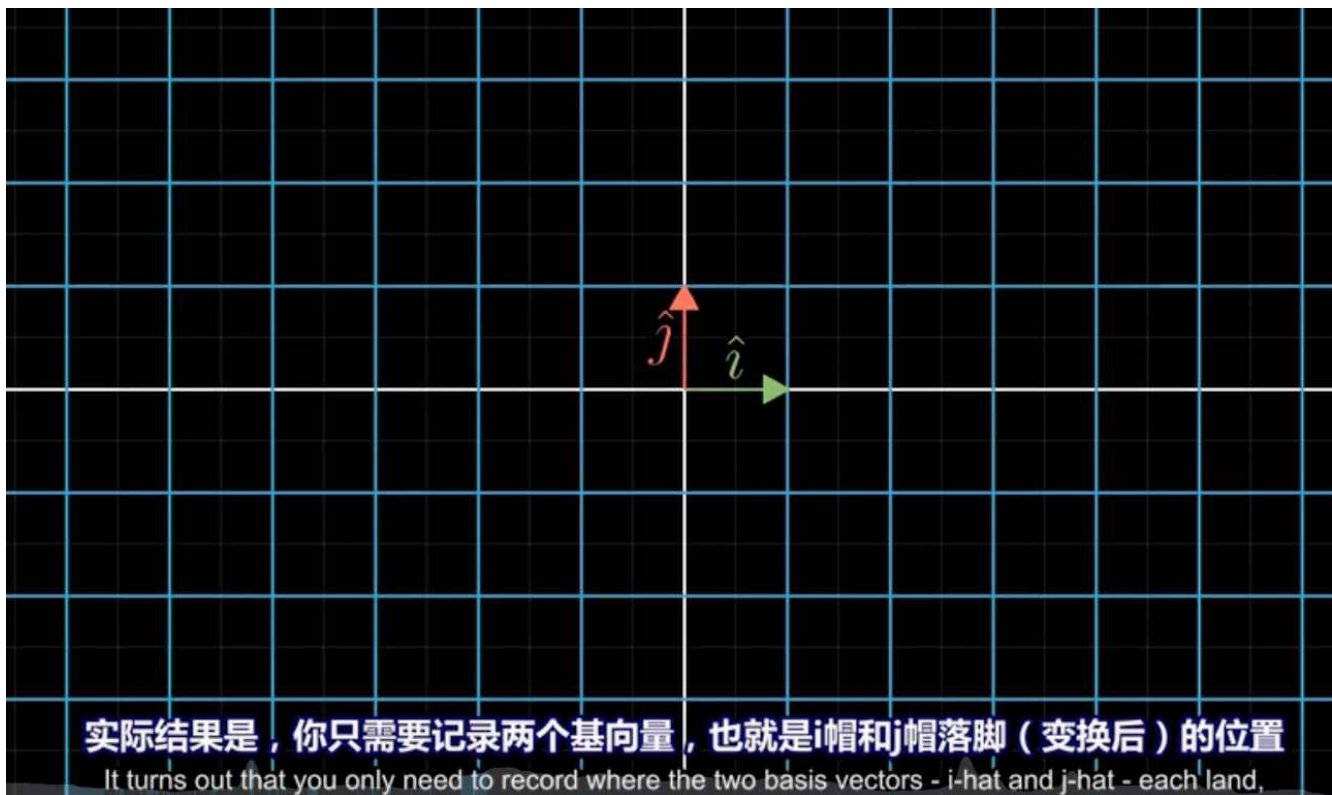 ĵ
î
实际结果是，你只需要记录两个基向量，也就是i帽和j帽落脚（变换后）的位置
It turns out that you only need to record where the two basis vectors - i-hat and j-hat - each land,